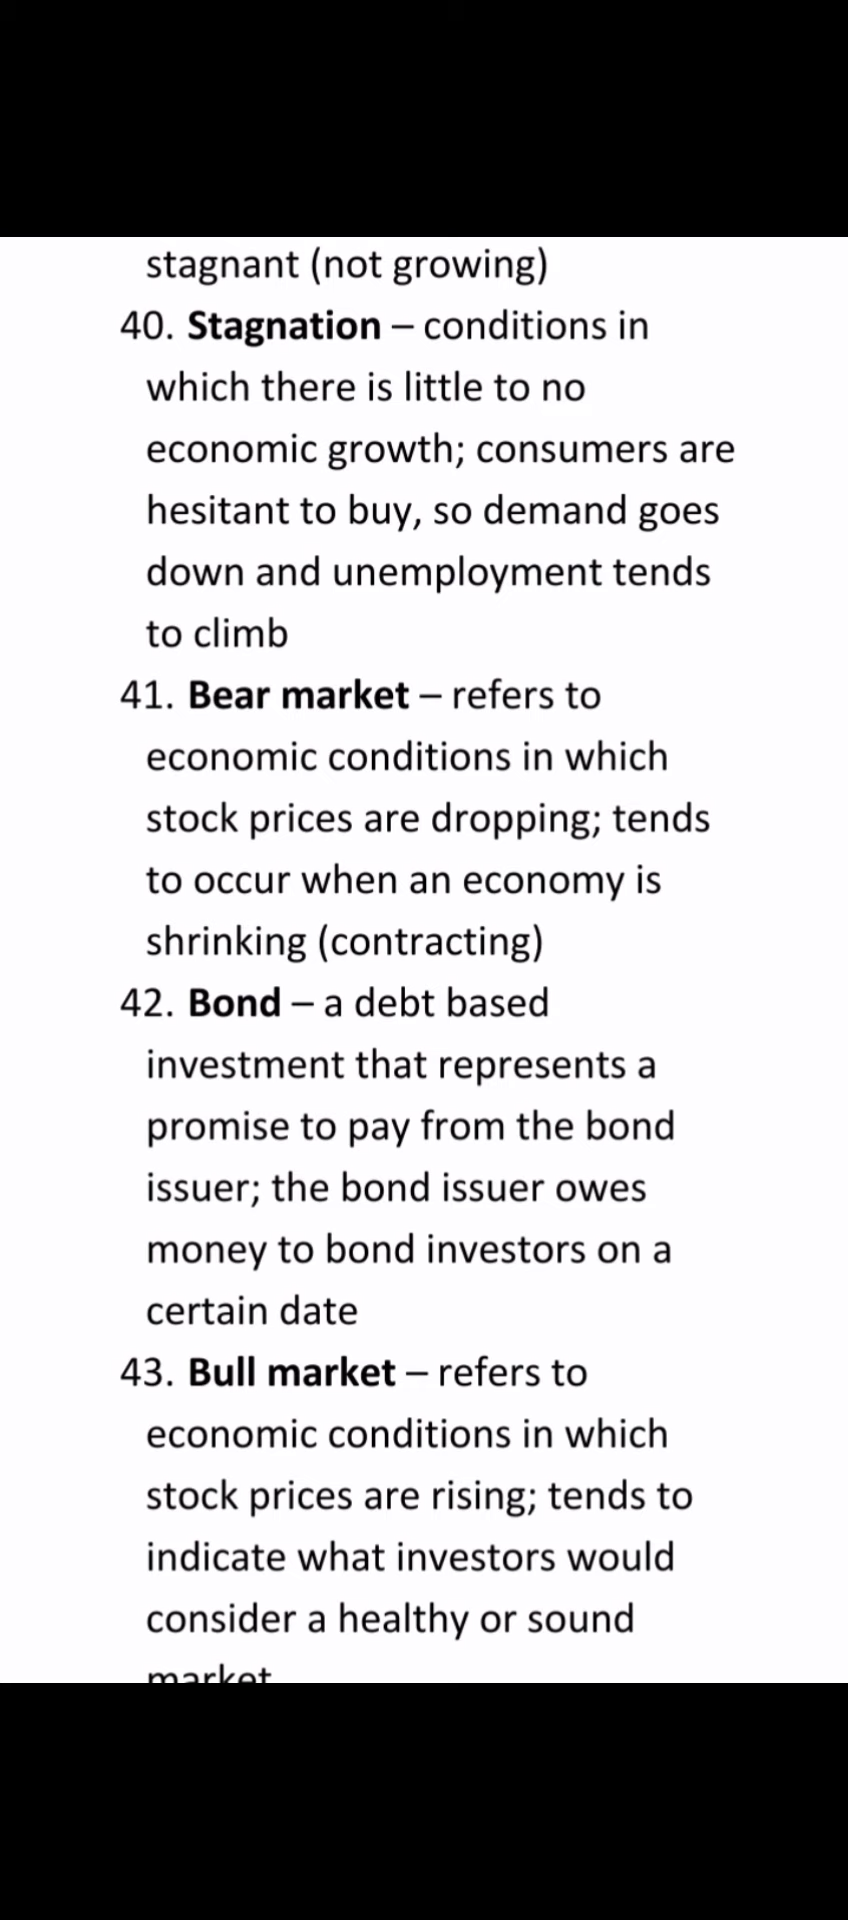 stagnant (not growing)
40. Stagnation – conditions in
which there is little to no
economic growth; consumers are
hesitant to buy, so demand goes
down and unemployment tends
to climb
41. Bear market – refers to
economic conditions in which
stock prices are dropping; tends
to occur when an economy is
shrinking (contracting)
42. Bond – a debt based
investment that represents a
promise to pay from the bond
issuer; the bond issuer owes
money to bond investors on a
certain date
43. Bull market – refers to
economic conditions in which
stock prices are rising; tends to
indicate what investors would
consider a healthy or sound
market